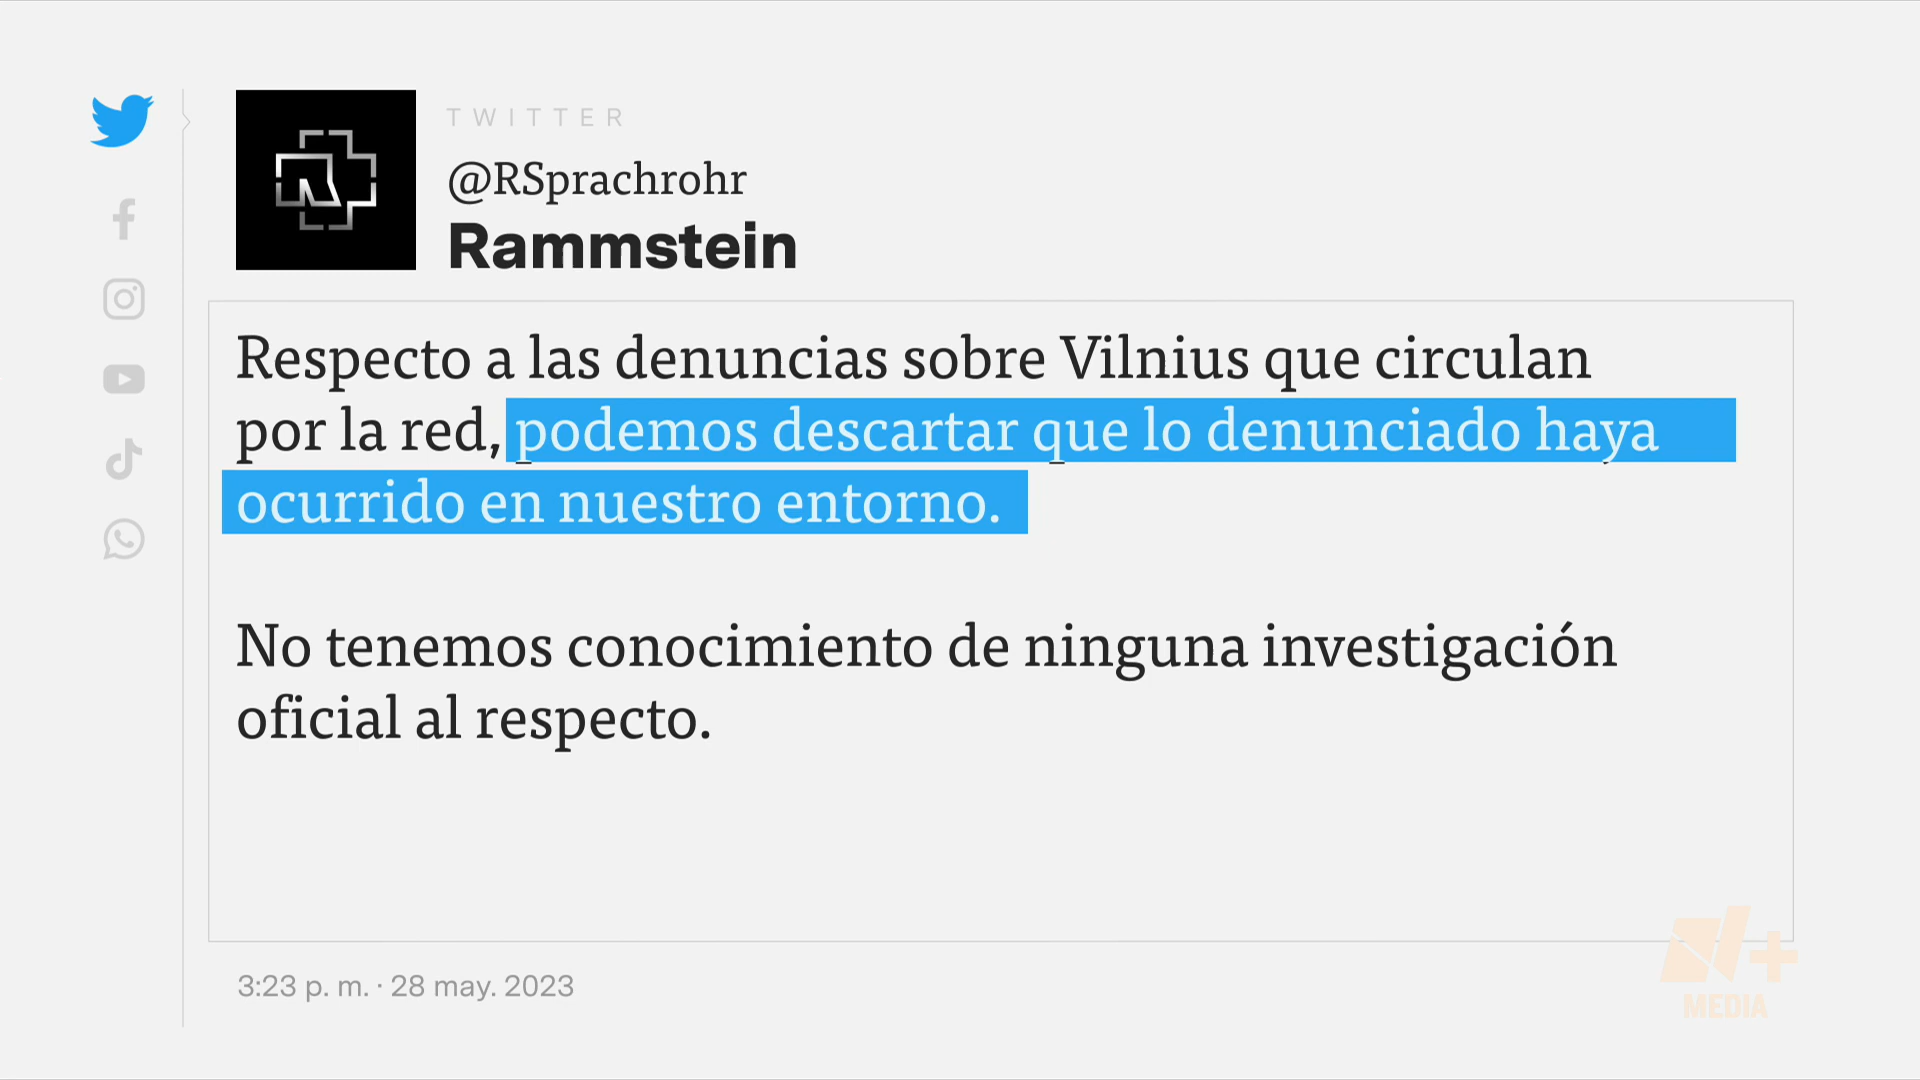 TWITTER
@RSprachrohr
Rammstein
Respecto a las denuncias sobre Vilnius que circulan
por la red, podemos descartar que lo denunciado haya
ocurrido en nuestro entorno.
No tenemos conocimiento de ninguna investigación
oficial al respecto.
3:23 p. m. · 28 may. 2023
N+
MEDIA